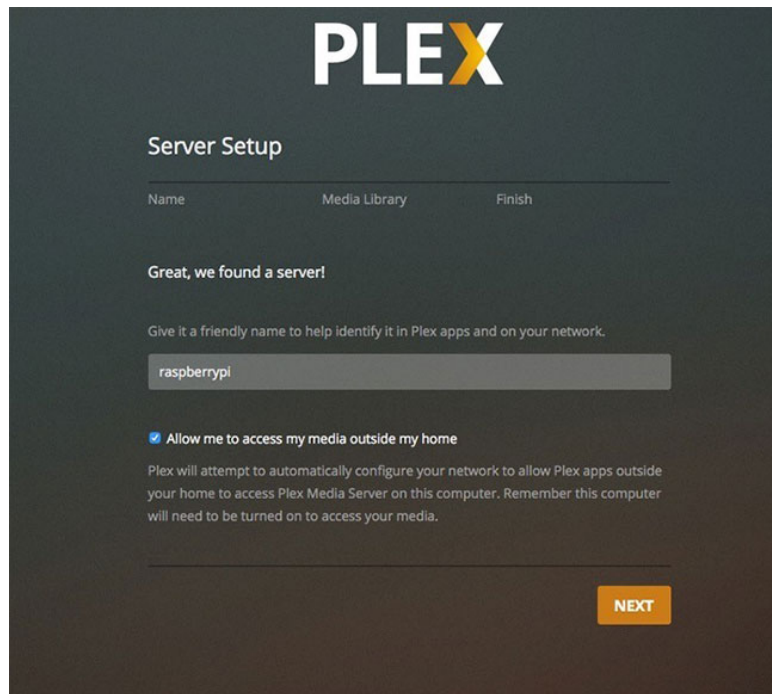 PLEX
Server Setup
Name Media Library Finish
Great, we found a server!
Give it a friendly name to help identify it in Plex apps and on your network.
raspberrypi
Allow me to access my media outside my home
Plex will attempt to automatically configure your network to allow Plex apps outside
your home to access Plex Media Server on this computer. Remember this computer
will need to be turned on to access your media.
NEXT